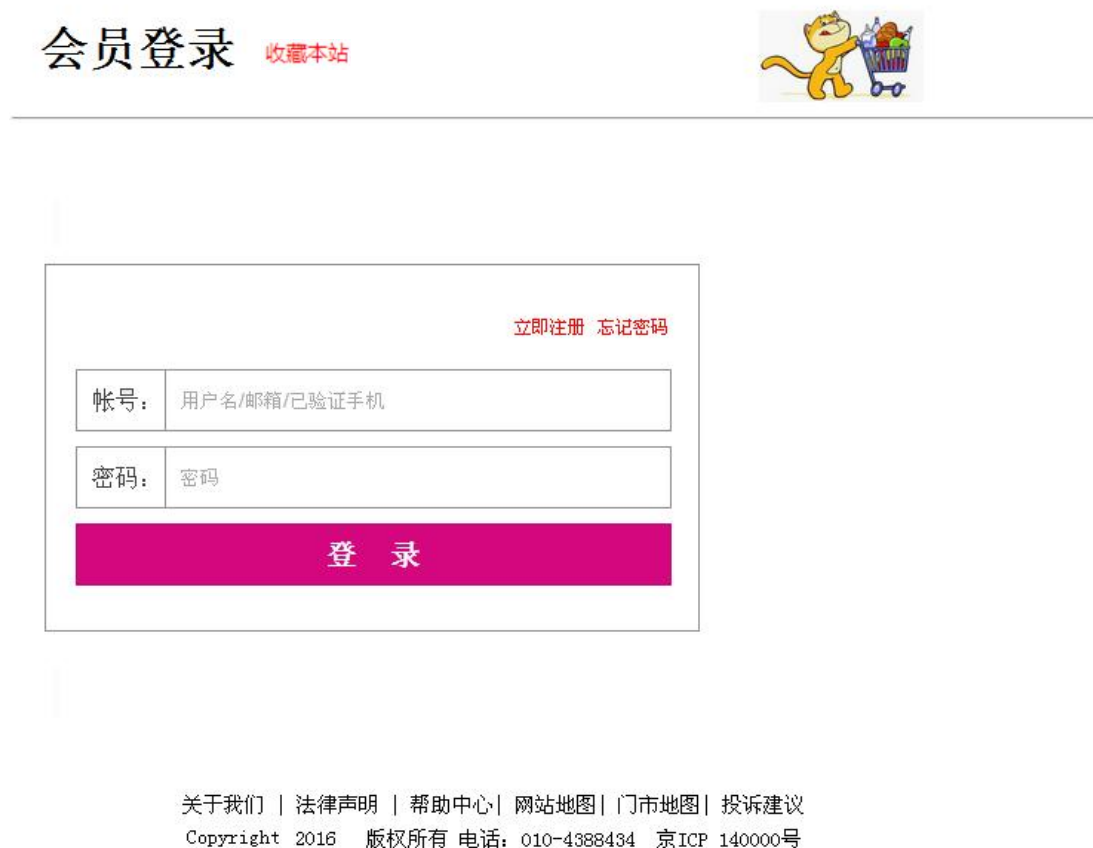 会员登录 收藏本站
立即注册 忘记密码
帐号： 用户名/邮箱/已验证手机
密码： 密码
登 录
关于我们 | 法律声明 | 帮助中心| 网站地图| 门市地图| 投诉建议
Copyright 2016 版权所有 电话：010-4388434 京ICP 140000号